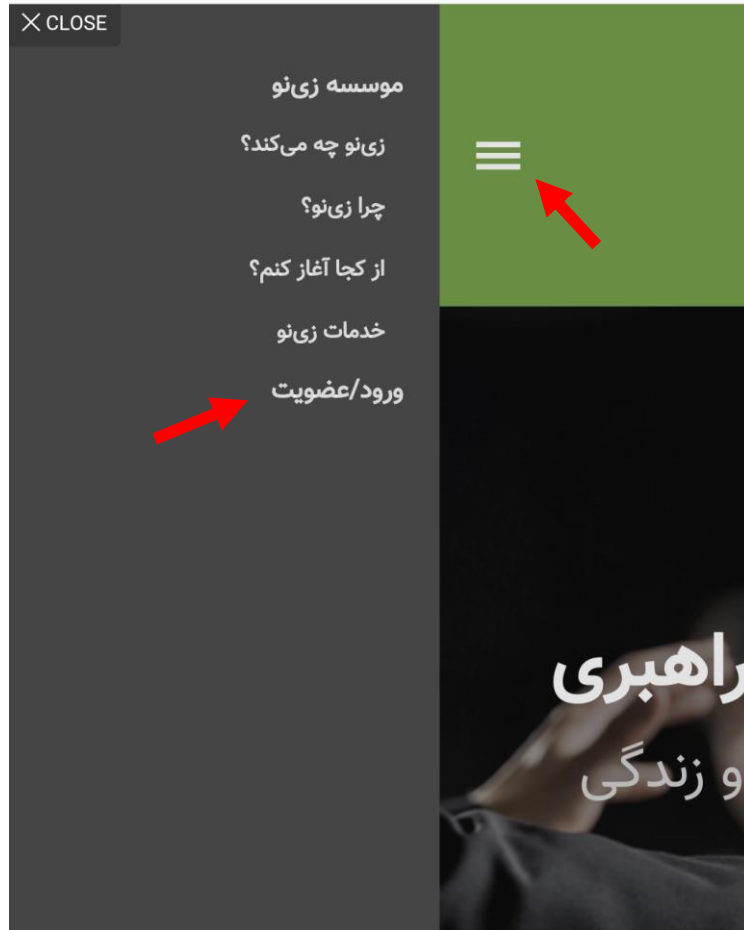 CLOSE
موسسه زی‌نو
زی‌نو چه می‌کند؟
چرا زی‌نو؟
از کجا آغاز کنم؟
خدمات زی‌نو
ورود/عضویت
راهبری
و زندگی